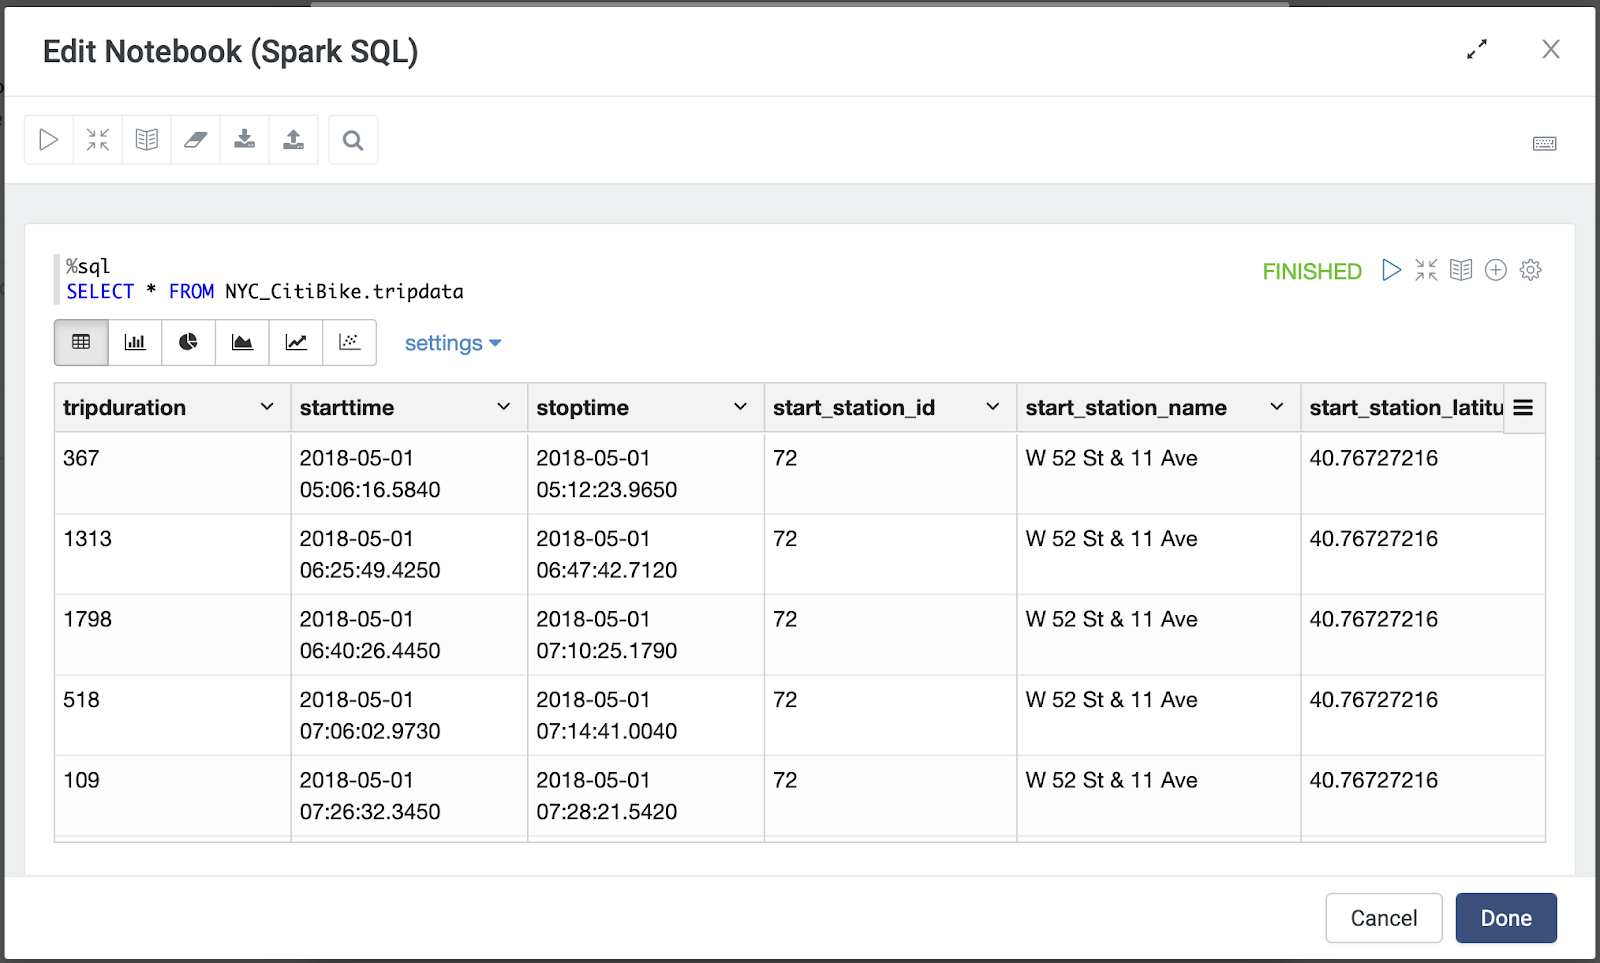 Edit Notebook (Spark SQL)
%sql
FINISHED
SELECT * FROM NYC_CitiBike.tripdata
settings
tripduration starttime stoptime start_station_id start_station_name start_station_latitu
367 2018-05-01 2018-05-01 72 W 52 St & 11 Ave 40.76727216
05:06:16.5840 05:12:23.9650
1313 2018-05-01 2018-05-01 72 W 52 St & 11 Ave 40.76727216
06:25:49.4250 06:47:42.7120
1798 2018-05-01 2018-05-01 72 W 52 St & 11 Ave 40.76727216
06:40:26.4450 07:10:25.1790
518 2018-05-01 2018-05-01 72 W 52 St & 11 Ave 40.76727216
07:06:02.9730 07:14:41.0040
109 2018-05-01 2018-05-01 72 W 52 St & 11 Ave 40.76727216
07:26:32.3450 07:28:21.5420
Cancel Done